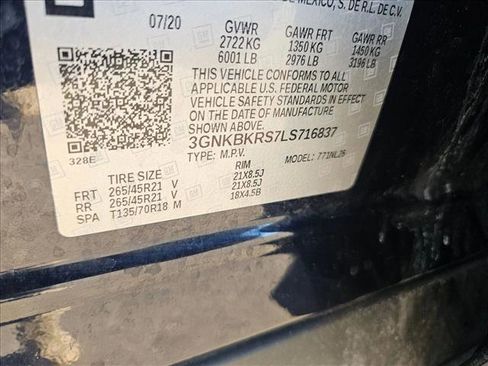 DE MEXICO, S. DE R.L. DE C.V.
07/20 GVWR GAWR FRT GAWR RR
2722 KG 1350 KG 1450 KG
6001 LB 2976 LB 3196 LB
THIS VEHICLE CONFORMS TO ALL
APPLICABLE U.S. FEDERAL MOTOR
VEHICLE SAFETY STANDARDS IN EFFECT
ON THE DATE OF MANUFACTURE
SHOWN ABOVE.
3GNKBKRS7LS716837
328E TYPE: M.P.V. MODEL: 771NL26
TIRE SIZE RIM
FRT 265/45R21 V 21X8.5J
RR 265/45R21 V 21X8.5J
SPA T135/70R18 M 18X4.5B